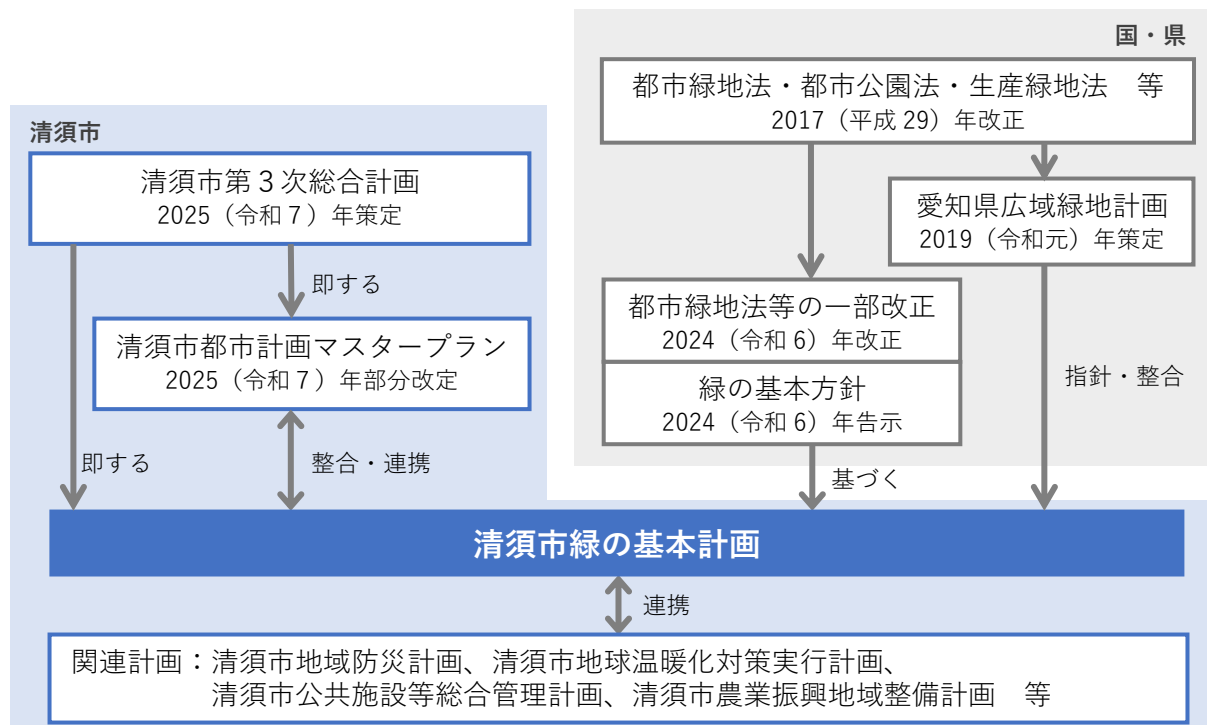 国・県
都市緑地法・都市公園法・生産緑地法　等
2017（平成 29）年改正
愛知県広域緑地計画
2019（令和元）年策定
都市緑地法等の一部改正
2024（令和 6）年改正
緑の基本方針
2024（令和 6）年告示
指針・整合
基づく
清須市
清須市第３次総合計画
2025（令和７）年策定
即する
清須市都市計画マスタープラン
2025（令和７）年部分改定
即する
整合・連携
清須市緑の基本計画
連携
関連計画：清須市地域防災計画、清須市地球温暖化対策実行計画、
清須市公共施設等総合管理計画、清須市農業振興地域整備計画　等